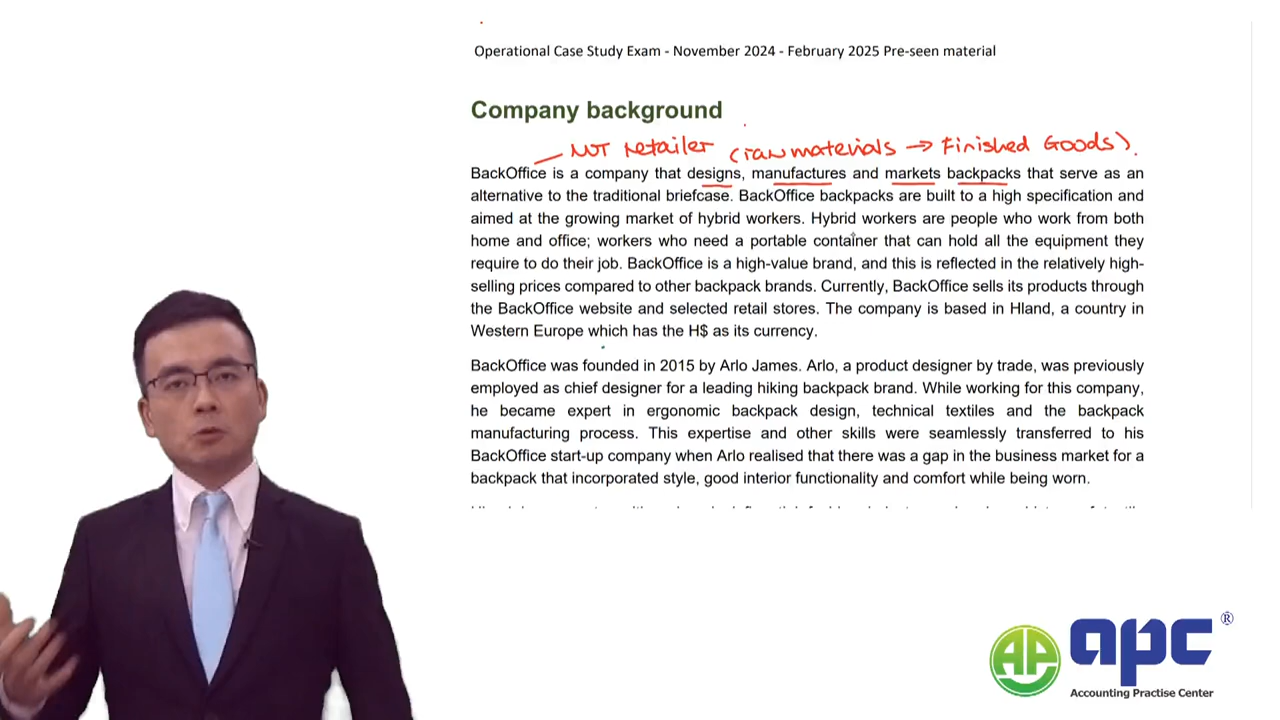 Operational Case Study Exam - November 2024 - February 2025 Pre-seen material
Company background
NOT retailer (raw materials → Finished Goods).
BackOffice is a company that designs, manufactures and markets backpacks that serve as an
alternative to the traditional briefcase. BackOffice backpacks are built to a high specification and
aimed at the growing market of hybrid workers. Hybrid workers are people who work from both
home and office; workers who need a portable container that can hold all the equipment they
require to do their job. BackOffice is a high-value brand, and this is reflected in the relatively high-
selling prices compared to other backpack brands. Currently, BackOffice sells its products through
the BackOffice website and selected retail stores. The company is based in Hland, a country in
Western Europe which has the H$ as its currency.
BackOffice was founded in 2015 by Arlo James. Arlo, a product designer by trade, was previously
employed as chief designer for a leading hiking backpack brand. While working for this company,
he became expert in ergonomic backpack design, technical textiles and the backpack
manufacturing process. This expertise and other skills were seamlessly transferred to his
BackOffice start-up company when Arlo realised that there was a gap in the business market for a
backpack that incorporated style, good interior functionality and comfort while being worn.
AP
apc®
Accounting Practise Center